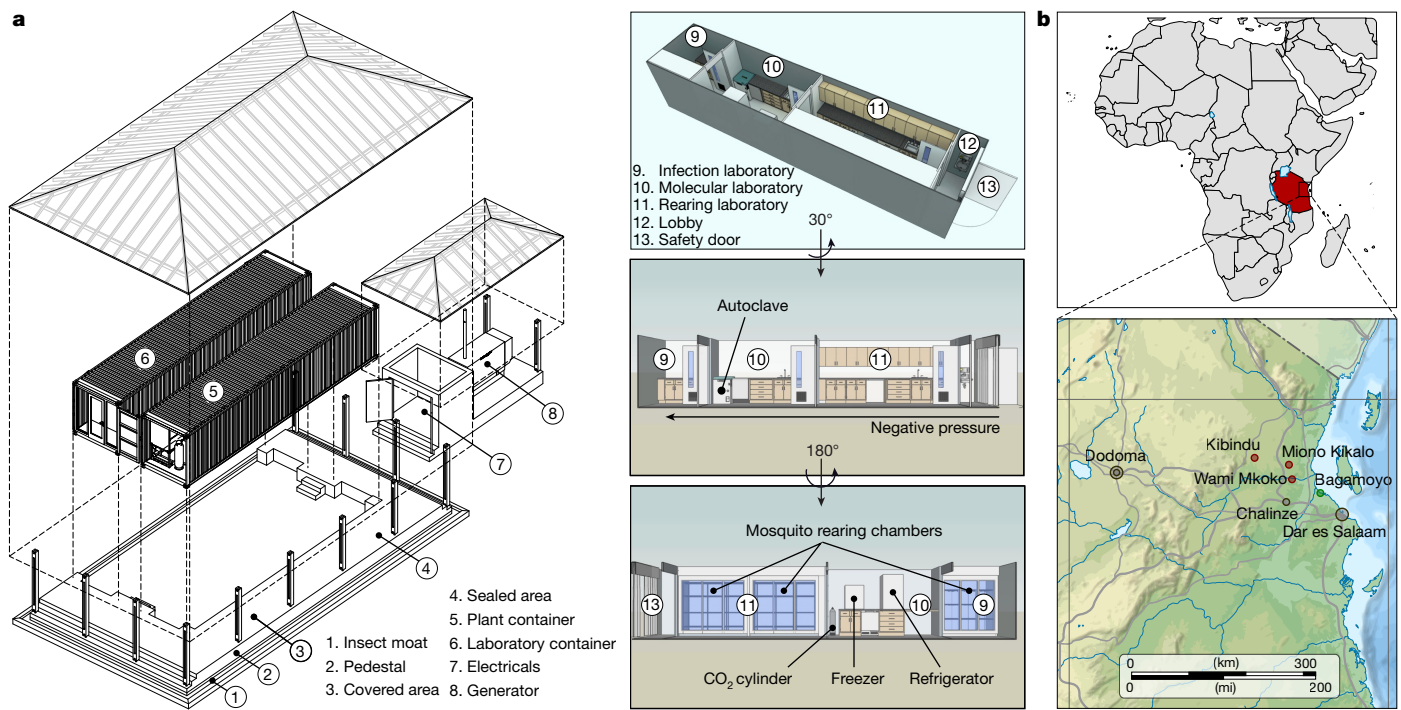 a
6
5
8
7
4
3
2
1
1. Insect moat
2. Pedestal
3. Covered area
4. Sealed area
5. Plant container
6. Laboratory container
7. Electricals
8. Generator
9
10
11
12
13
9. Infection laboratory
10. Molecular laboratory
11. Rearing laboratory
12. Lobby
13. Safety door
30°
Autoclave
9
10
11
Negative pressure
180°
Mosquito rearing chambers
13
11
10
9
CO2 cylinder
Freezer
Refrigerator
b
Kibindu
Miono Kikalo
Dodoma
Wami Mkoko
Bagamoyo
Chalinze
Dar es Salaam
0 (km) 300
0 (mi) 200